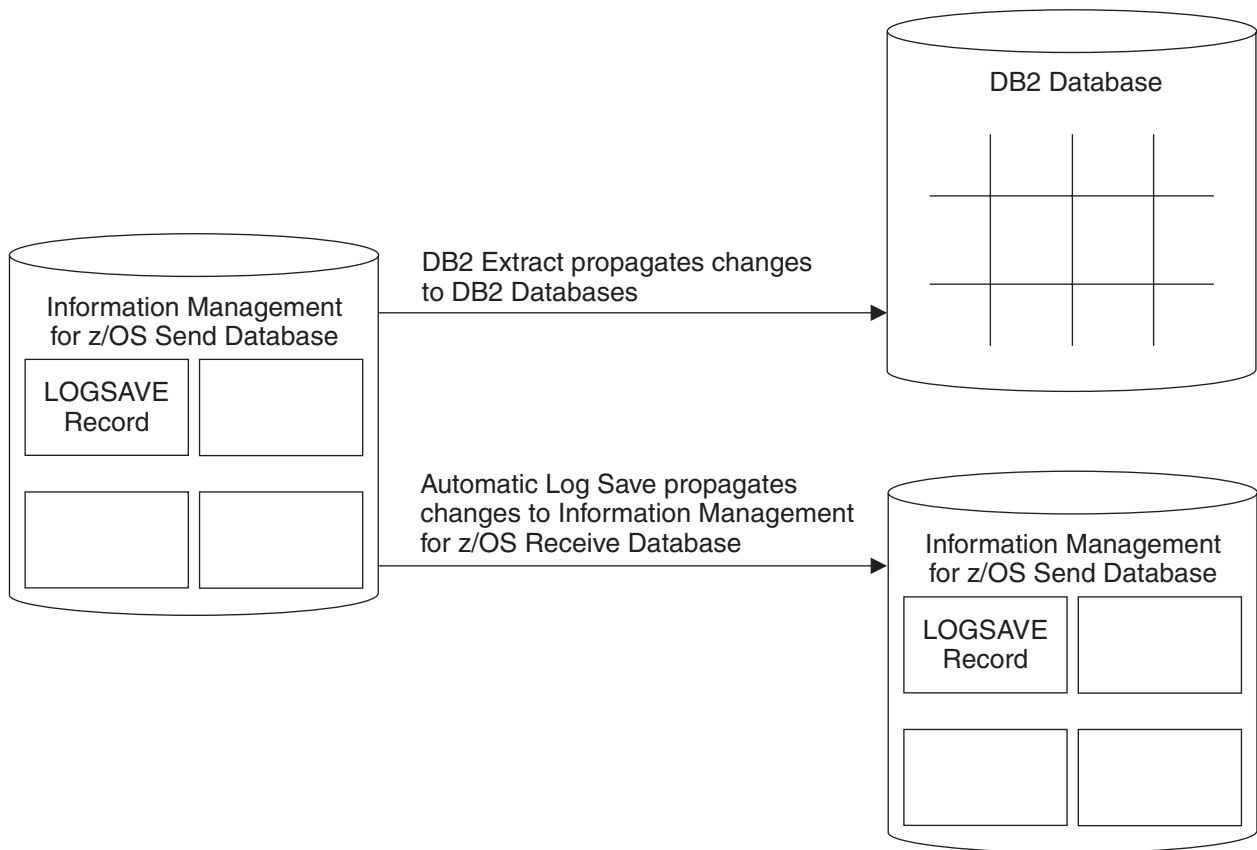 DB2 Database
DB2 Extract propagates changes
to DB2 Databases
Information Management
for z/OS Send Database
LOGSAVE
Record
Automatic Log Save propagates
changes to Information Management
for z/OS Receive Database
Information Management
for z/OS Send Database
LOGSAVE
Record